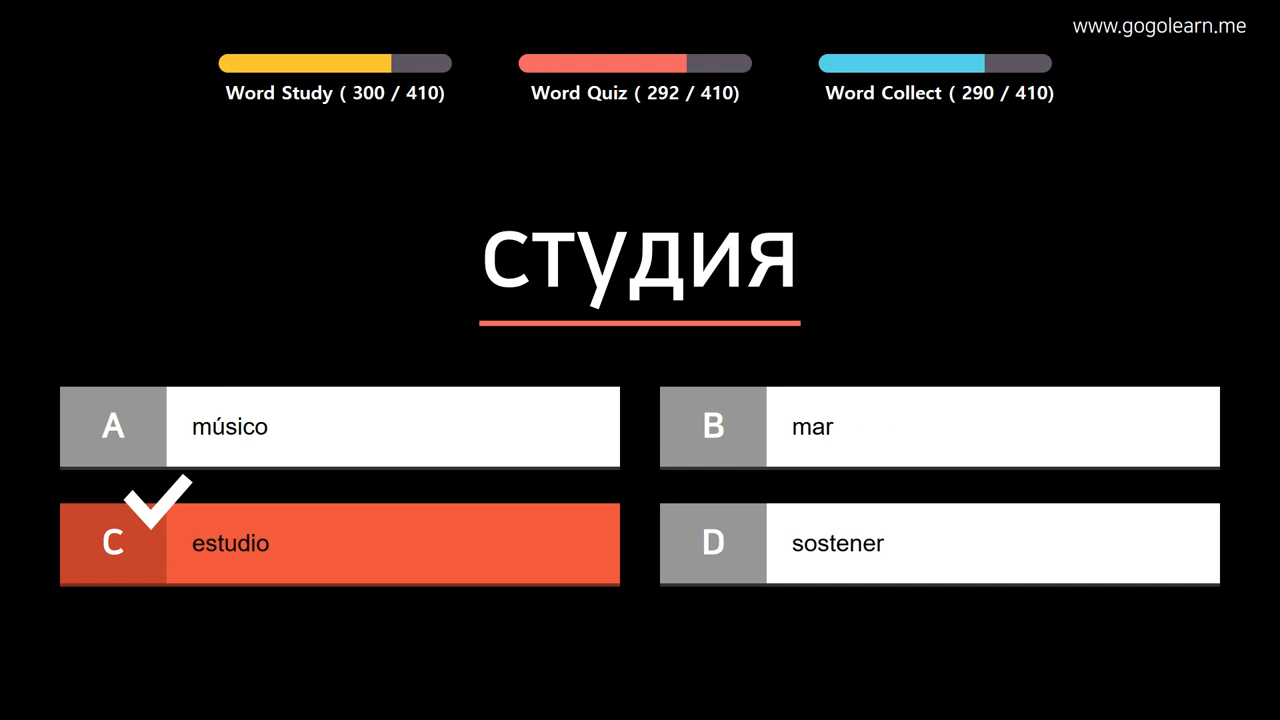 www.gogolearn.me
Word Study ( 300 / 410)
Word Quiz ( 292 / 410)
Word Collect ( 290 / 410)
студия
A músico
B mar
C estudio
D sostener